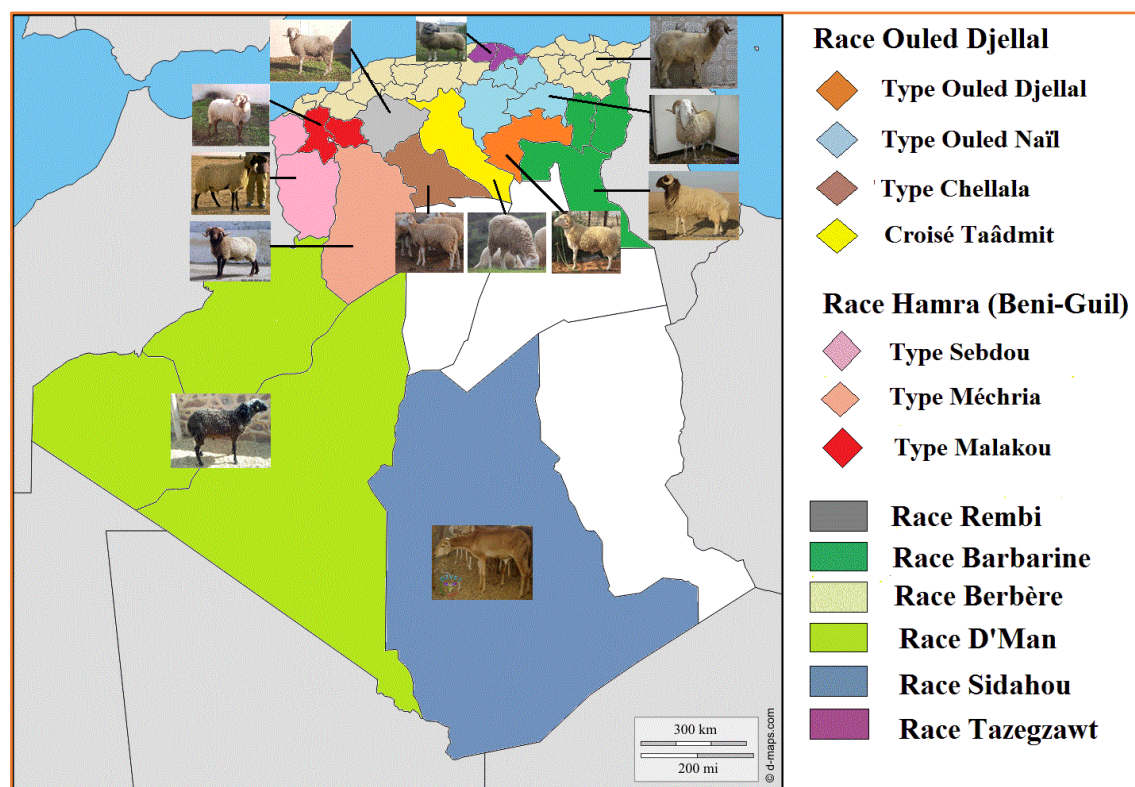 Race Ouled Djellal
Type Ouled Djellal
Type Ouled Naïl
Type Chellala
Croisé Taâdmit
Race Hamra (Beni-Guil)
Type Sebdou
Type Méchria
Type Malakou
Race Rembi
Race Barbarine
Race Berbère
Race D'Man
Race Sidahou
Race Tazegzawt
300 km
200 mi
© d-maps.com